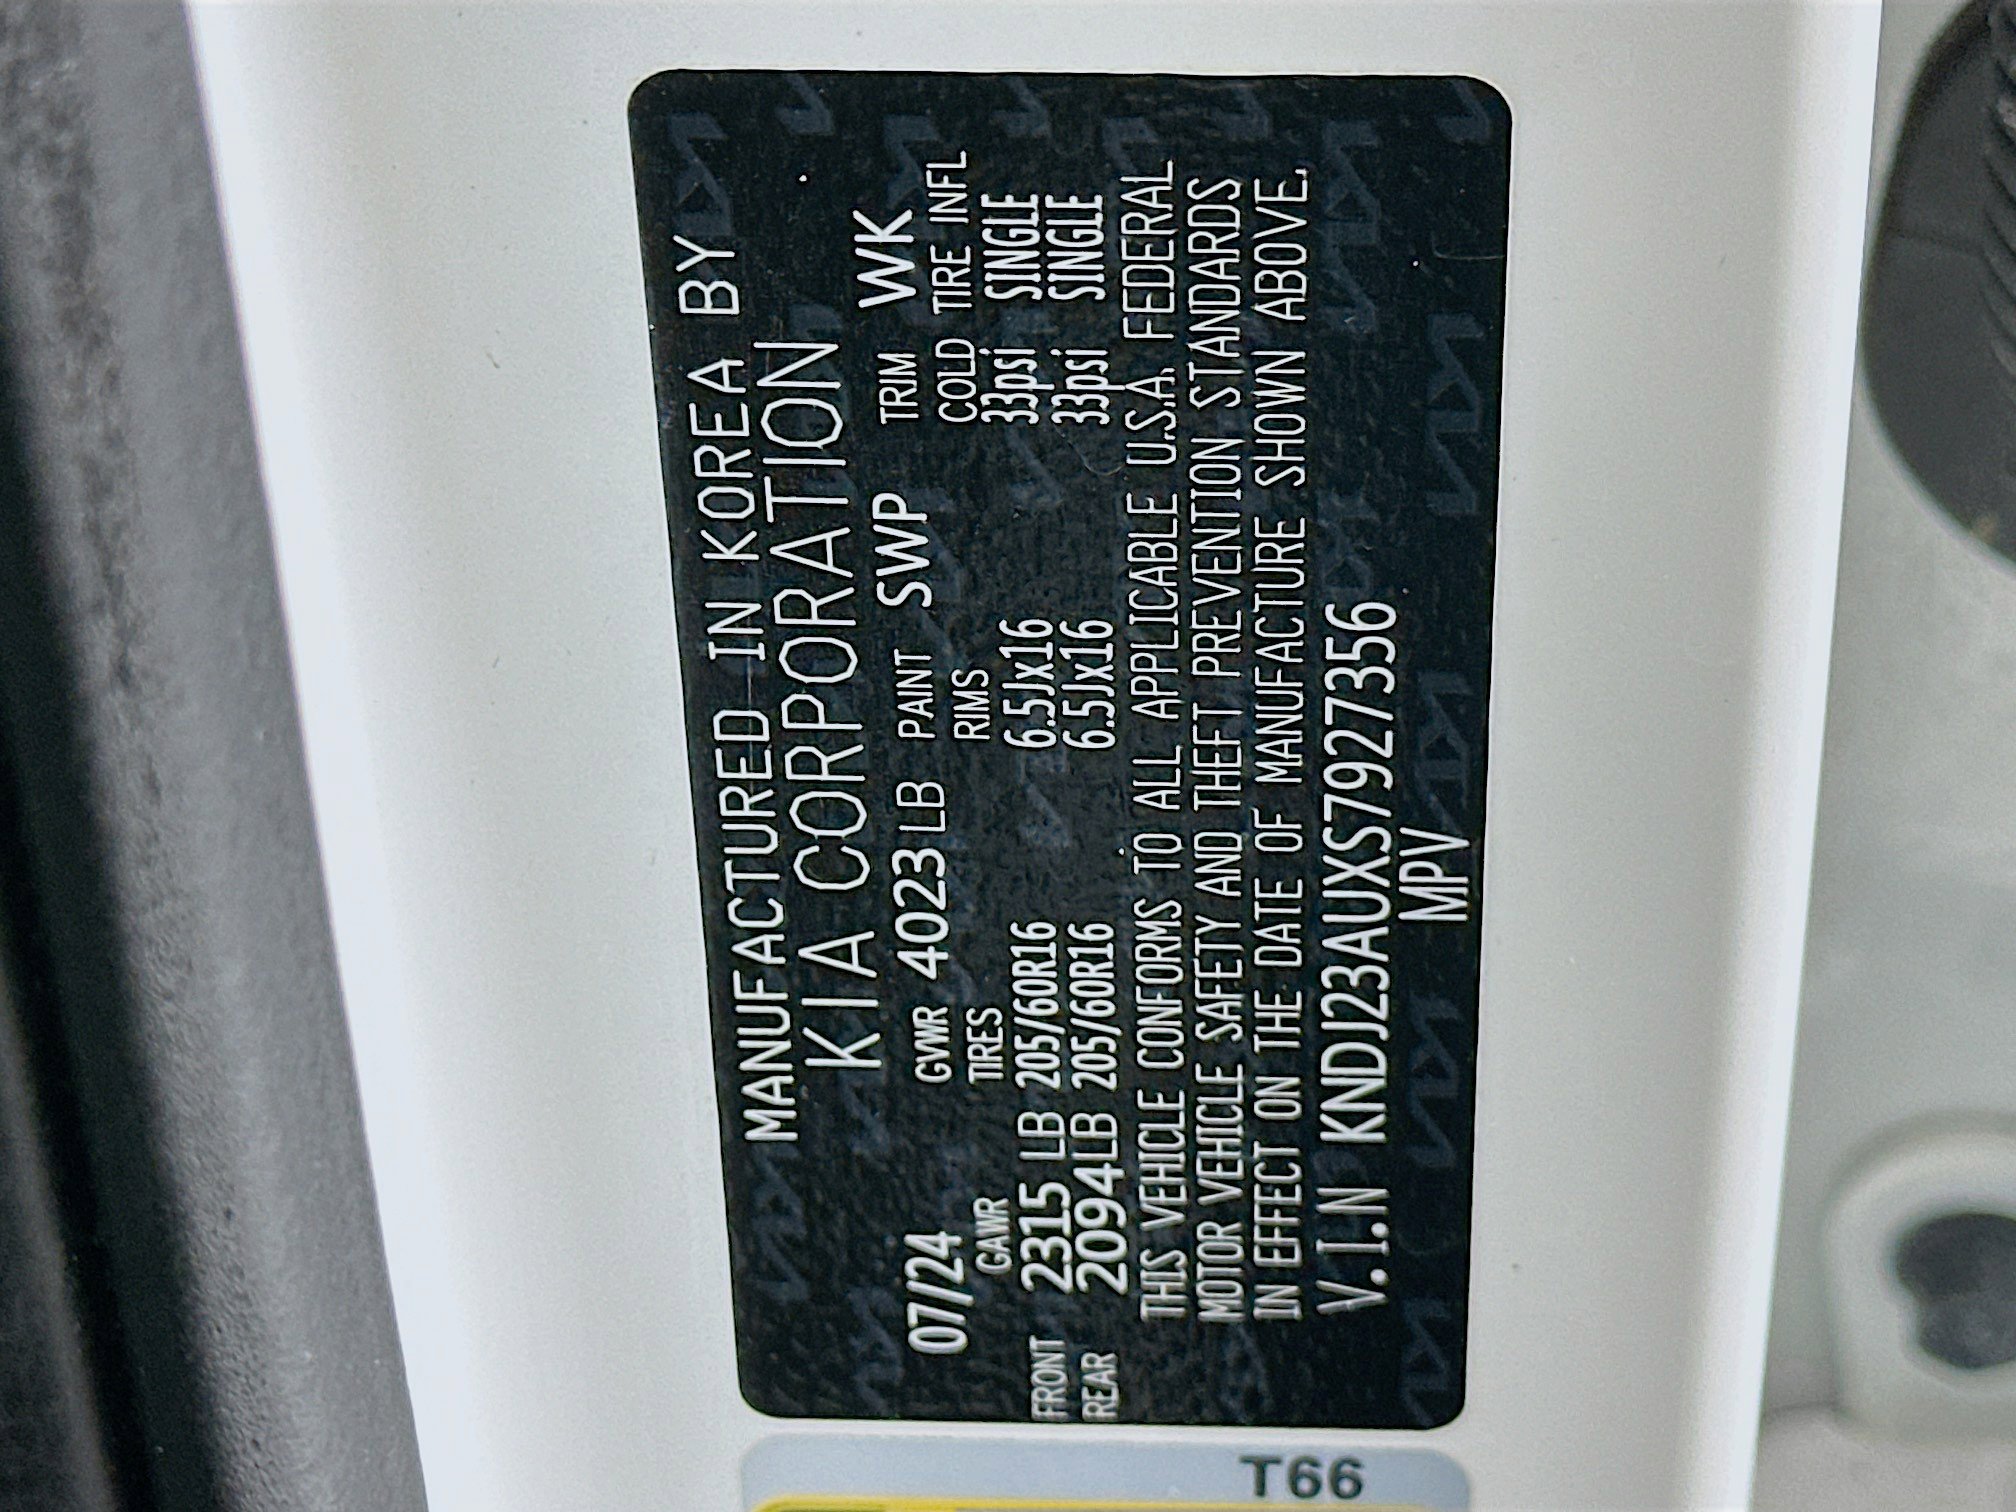 MANUFACTURED IN KOREA BY
KIA CORPORATION
07/24 GVWR 4023 LB PAINT SWP TRIM WK
GAWR TIRES RIMS COLD TIRE INFL
FRONT 2315 LB 205/60R16 6.5Jx16 33psi SINGLE
REAR 2094 LB 205/60R16 6.5Jx16 33psi SINGLE
THIS VEHICLE CONFORMS TO ALL APPLICABLE U.S.A. FEDERAL
MOTOR VEHICLE SAFETY AND THEFT PREVENTION STANDARDS
IN EFFECT ON THE DATE OF MANUFACTURE SHOWN ABOVE.
V.I.N KNDJ23AUXS7927356
MPV
T66